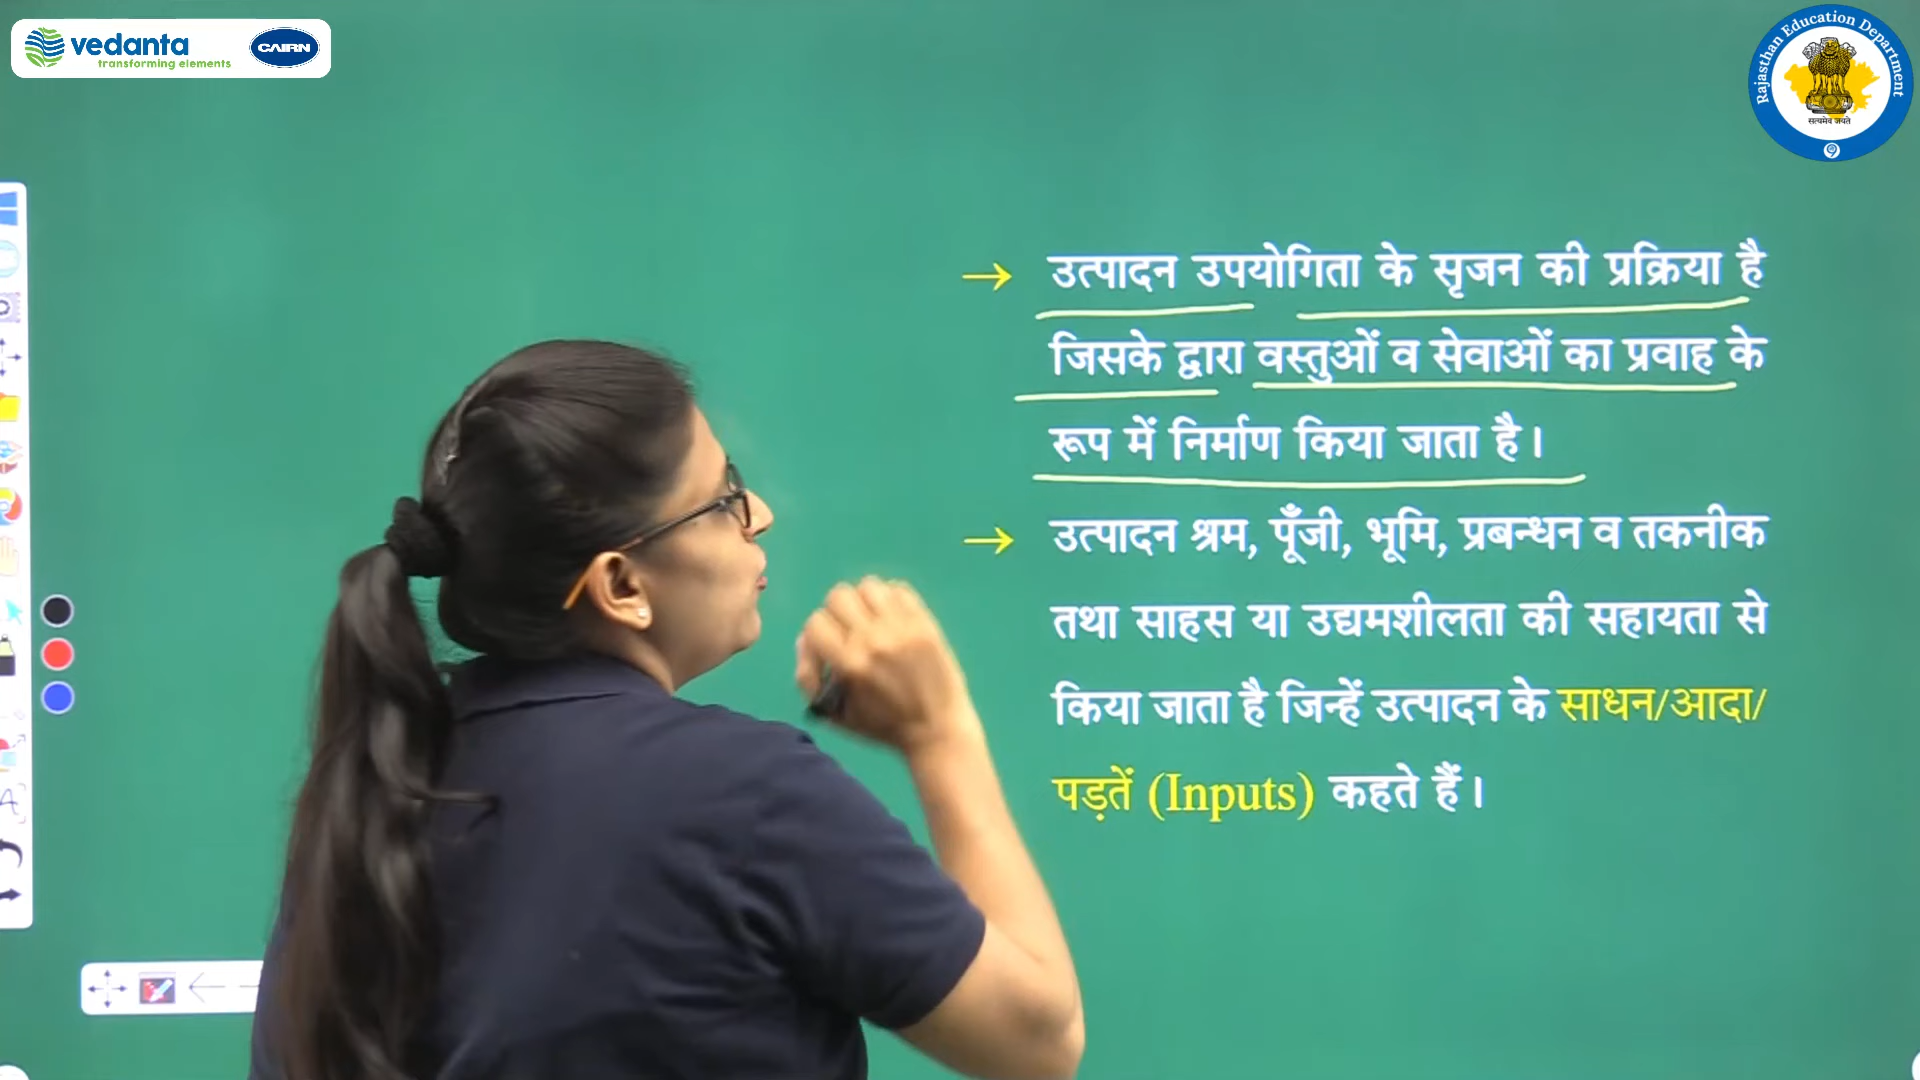 vedanta
transforming elements
CAIRN
Rajasthan Education Department
सत्यमेव जयते
→ उत्पादन उपयोगिता के सृजन की प्रक्रिया है
जिसके द्वारा वस्तुओं व सेवाओं का प्रवाह के
रूप में निर्माण किया जाता है।
→ उत्पादन श्रम, पूँजी, भूमि, प्रबन्धन व तकनीक
तथा साहस या उद्यमशीलता की सहायता से
किया जाता है जिन्हें उत्पादन के साधन/आदा/
पड़तें (Inputs) कहते हैं।